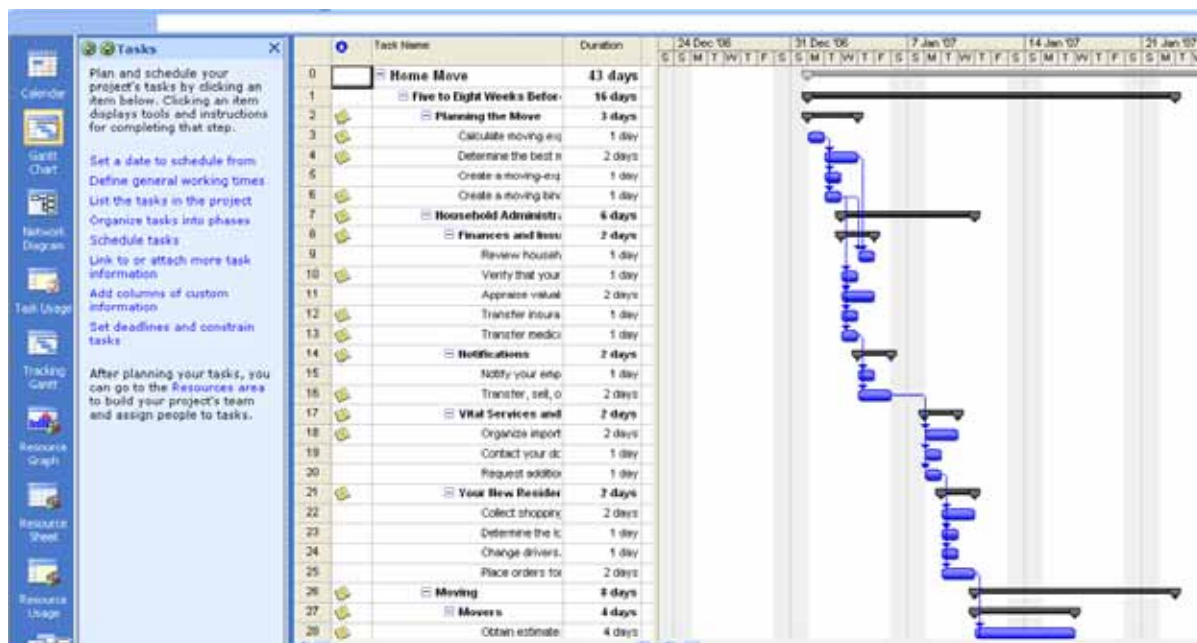 Tasks
Plan and schedule your
project's tasks by clicking an
item below. Clicking an item
displays tools and instructions
for completing that step.
Set a date to schedule from
Define general working times
List the tasks in the project
Organize tasks into phases
Schedule tasks
Link to or attach more task
information
Add columns of custom
information
Set deadlines and constrain
tasks
After planning your tasks, you
can go to the Resources area
to build your project's team
and assign people to tasks.
Calendar
Gantt
Chart
Network
Diagram
Task Usage
Tracking
Gantt
Resource
Graph
Resource
Sheet
Resource
Usage
Task Name Duration 24 Dec '06 31 Dec '06 7 Jan '07 14 Jan '07 21 Jan '07
S S M T W T F S S M T W T F S S M T W T F S S M T W T F S S M T
0 Home Move 43 days
1 Five to Eight Weeks Befor 16 days
2 Planning the Move 3 days
3 Calculate moving exp 1 day
4 Determine the best m 2 days
5 Create a moving-exp 1 day
6 Create a moving bind 1 day
7 Household Administra 6 days
8 Finances and Insu 2 days
9 Review househ 1 day
10 Verify that your 1 day
11 Appraise valuel 2 days
12 Transfer insura 1 day
13 Transfer medica 1 day
14 Notifications 2 days
15 Notify your emp 1 day
16 Transfer, sell, o 2 days
17 Vital Services and 2 days
18 Organize import 2 days
19 Contact your do 1 day
20 Request additio 1 day
21 Your New Residen 2 days
22 Collect shopping 2 days
23 Determine the lc 1 day
24 Change drivers. 1 day
25 Place orders for 2 days
26 Moving 8 days
27 Movers 4 days
28 Obtain estimate 4 days